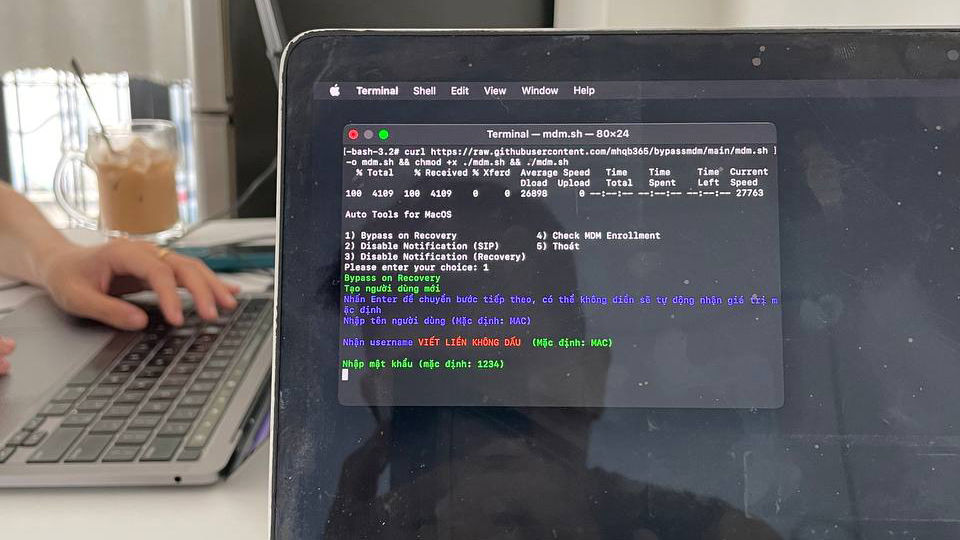 Terminal Shell Edit View Window Help
Terminal — mdm.sh — 80×24
[-bash-3.2# curl https://raw.githubusercontent.com/mhqb365/bypassmdm/main/mdm.sh ]
-o mdm.sh && chmod +x ./mdm.sh && ./mdm.sh
% Total % Received % Xferd Average Speed Time Time Time Current
Dload Upload Total Spent Left Speed
100 4109 100 4109 0 0 26898 0 --:--:-- --:--:-- --:--:-- 27763
Auto Tools for MacOS
1) Bypass on Recovery 4) Check MDM Enrollment
2) Disable Notification (SIP) 5) Thoát
3) Disable Notification (Recovery)
Please enter your choice: 1
Bypass on Recovery
Tạo người dùng mới
Nhấn Enter để chuyển bước tiếp theo, có thể không điền sẽ tự động nhận giá trị m
ặc định
Nhập tên người dùng (Mặc định: MAC)
Nhận username VIẾT LIỀN KHÔNG DẤU (Mặc định: MAC)
Nhập mật khẩu (mặc định: 1234)